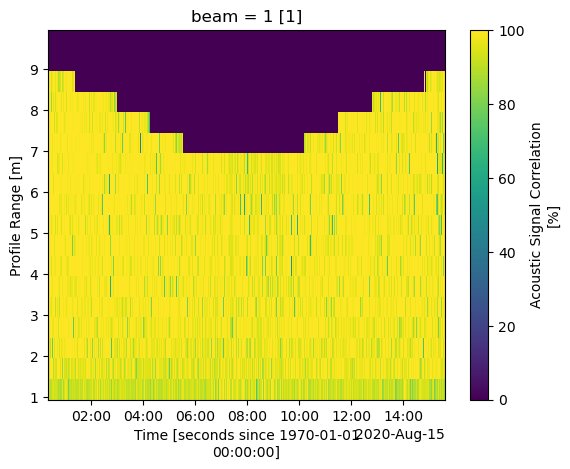 beam = 1 [1]
Profile Range [m]
9
8
7
6
5
4
3
2
1
02:00 04:00 06:00 08:00 10:00 12:00 14:00
Time [seconds since 1970-01-01
00:00:00]
2020-Aug-15
100
80
60
40
20
0
Acoustic Signal Correlation
[%]